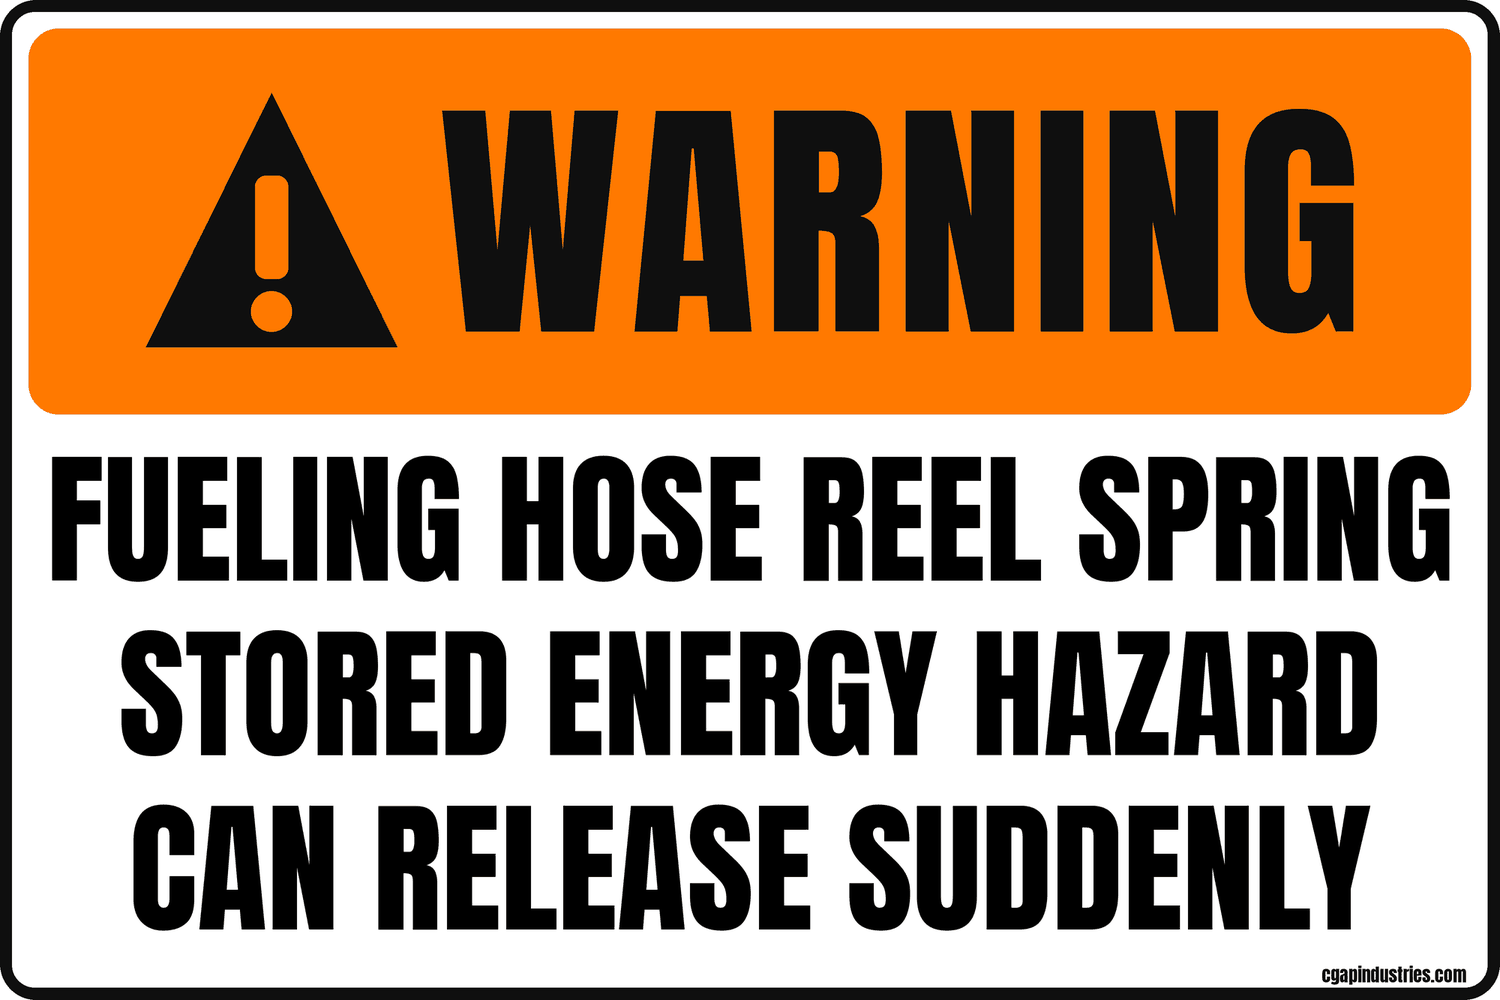 WARNING
FUELING HOSE REEL SPRING
STORED ENERGY HAZARD
CAN RELEASE SUDDENLY
cgapindustries.com